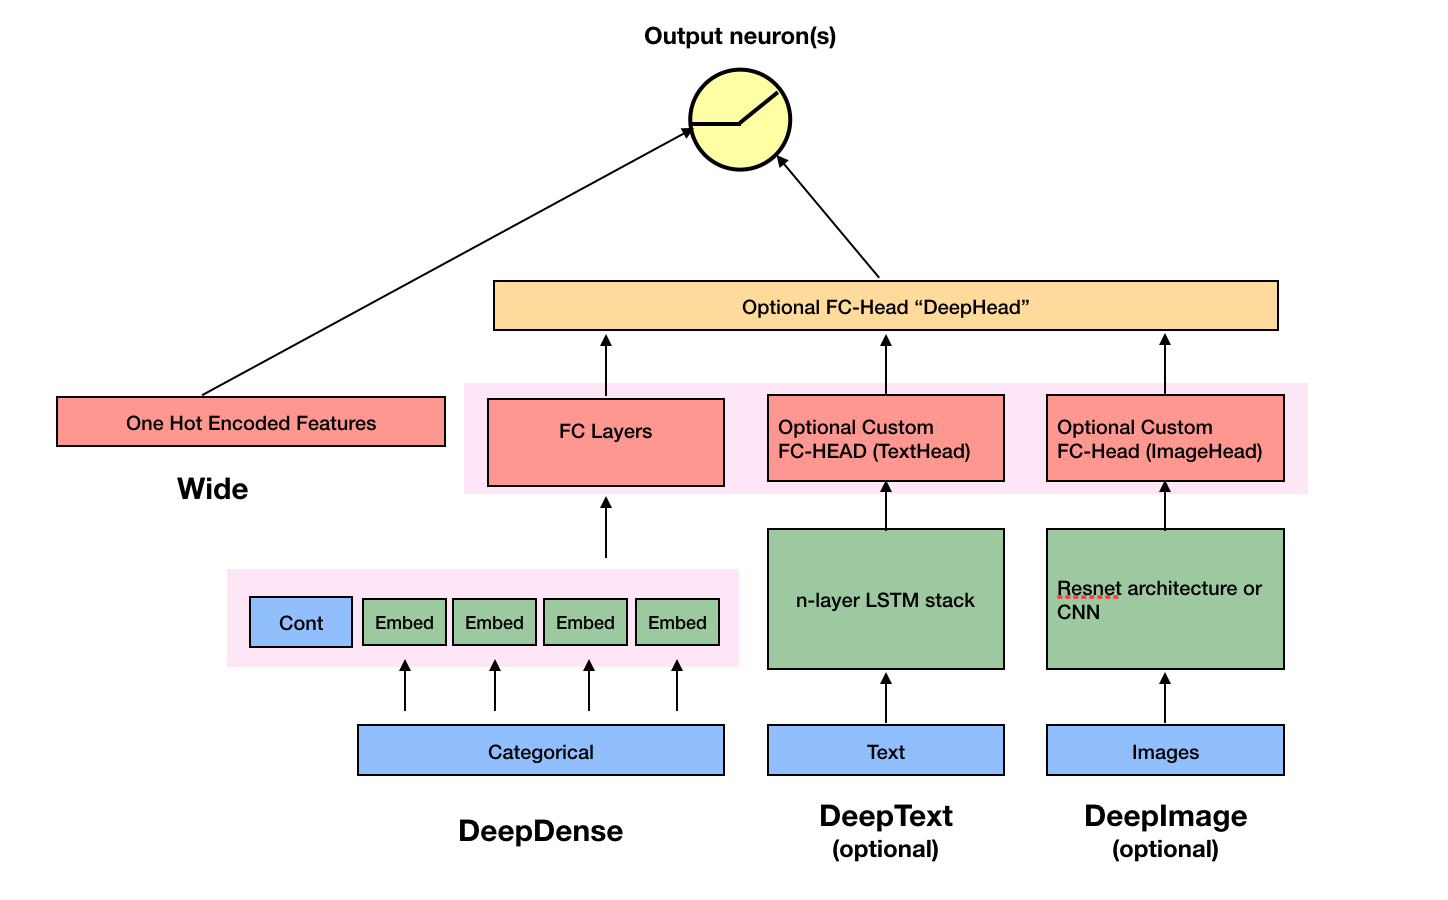 Output neuron(s)
Optional FC-Head “DeepHead”
One Hot Encoded Features
Wide
FC Layers
Optional Custom
FC-HEAD (TextHead)
Optional Custom
FC-Head (ImageHead)
Cont
Embed
Embed
Embed
Embed
n-layer LSTM stack
Resnet architecture or
CNN
Categorical
Text
Images
DeepDense
DeepText
(optional)
DeepImage
(optional)